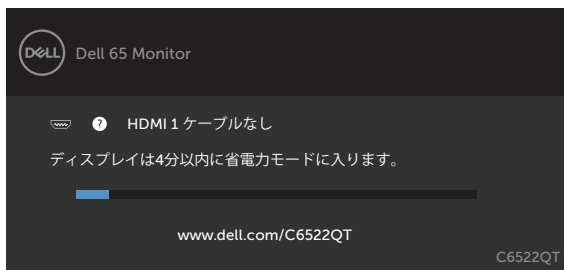 DELL
Dell 65 Monitor
? HDMI 1 ケーブルなし
ディスプレイは4分以内に省電力モードに入ります。
www.dell.com/C6522QT
C6522QT